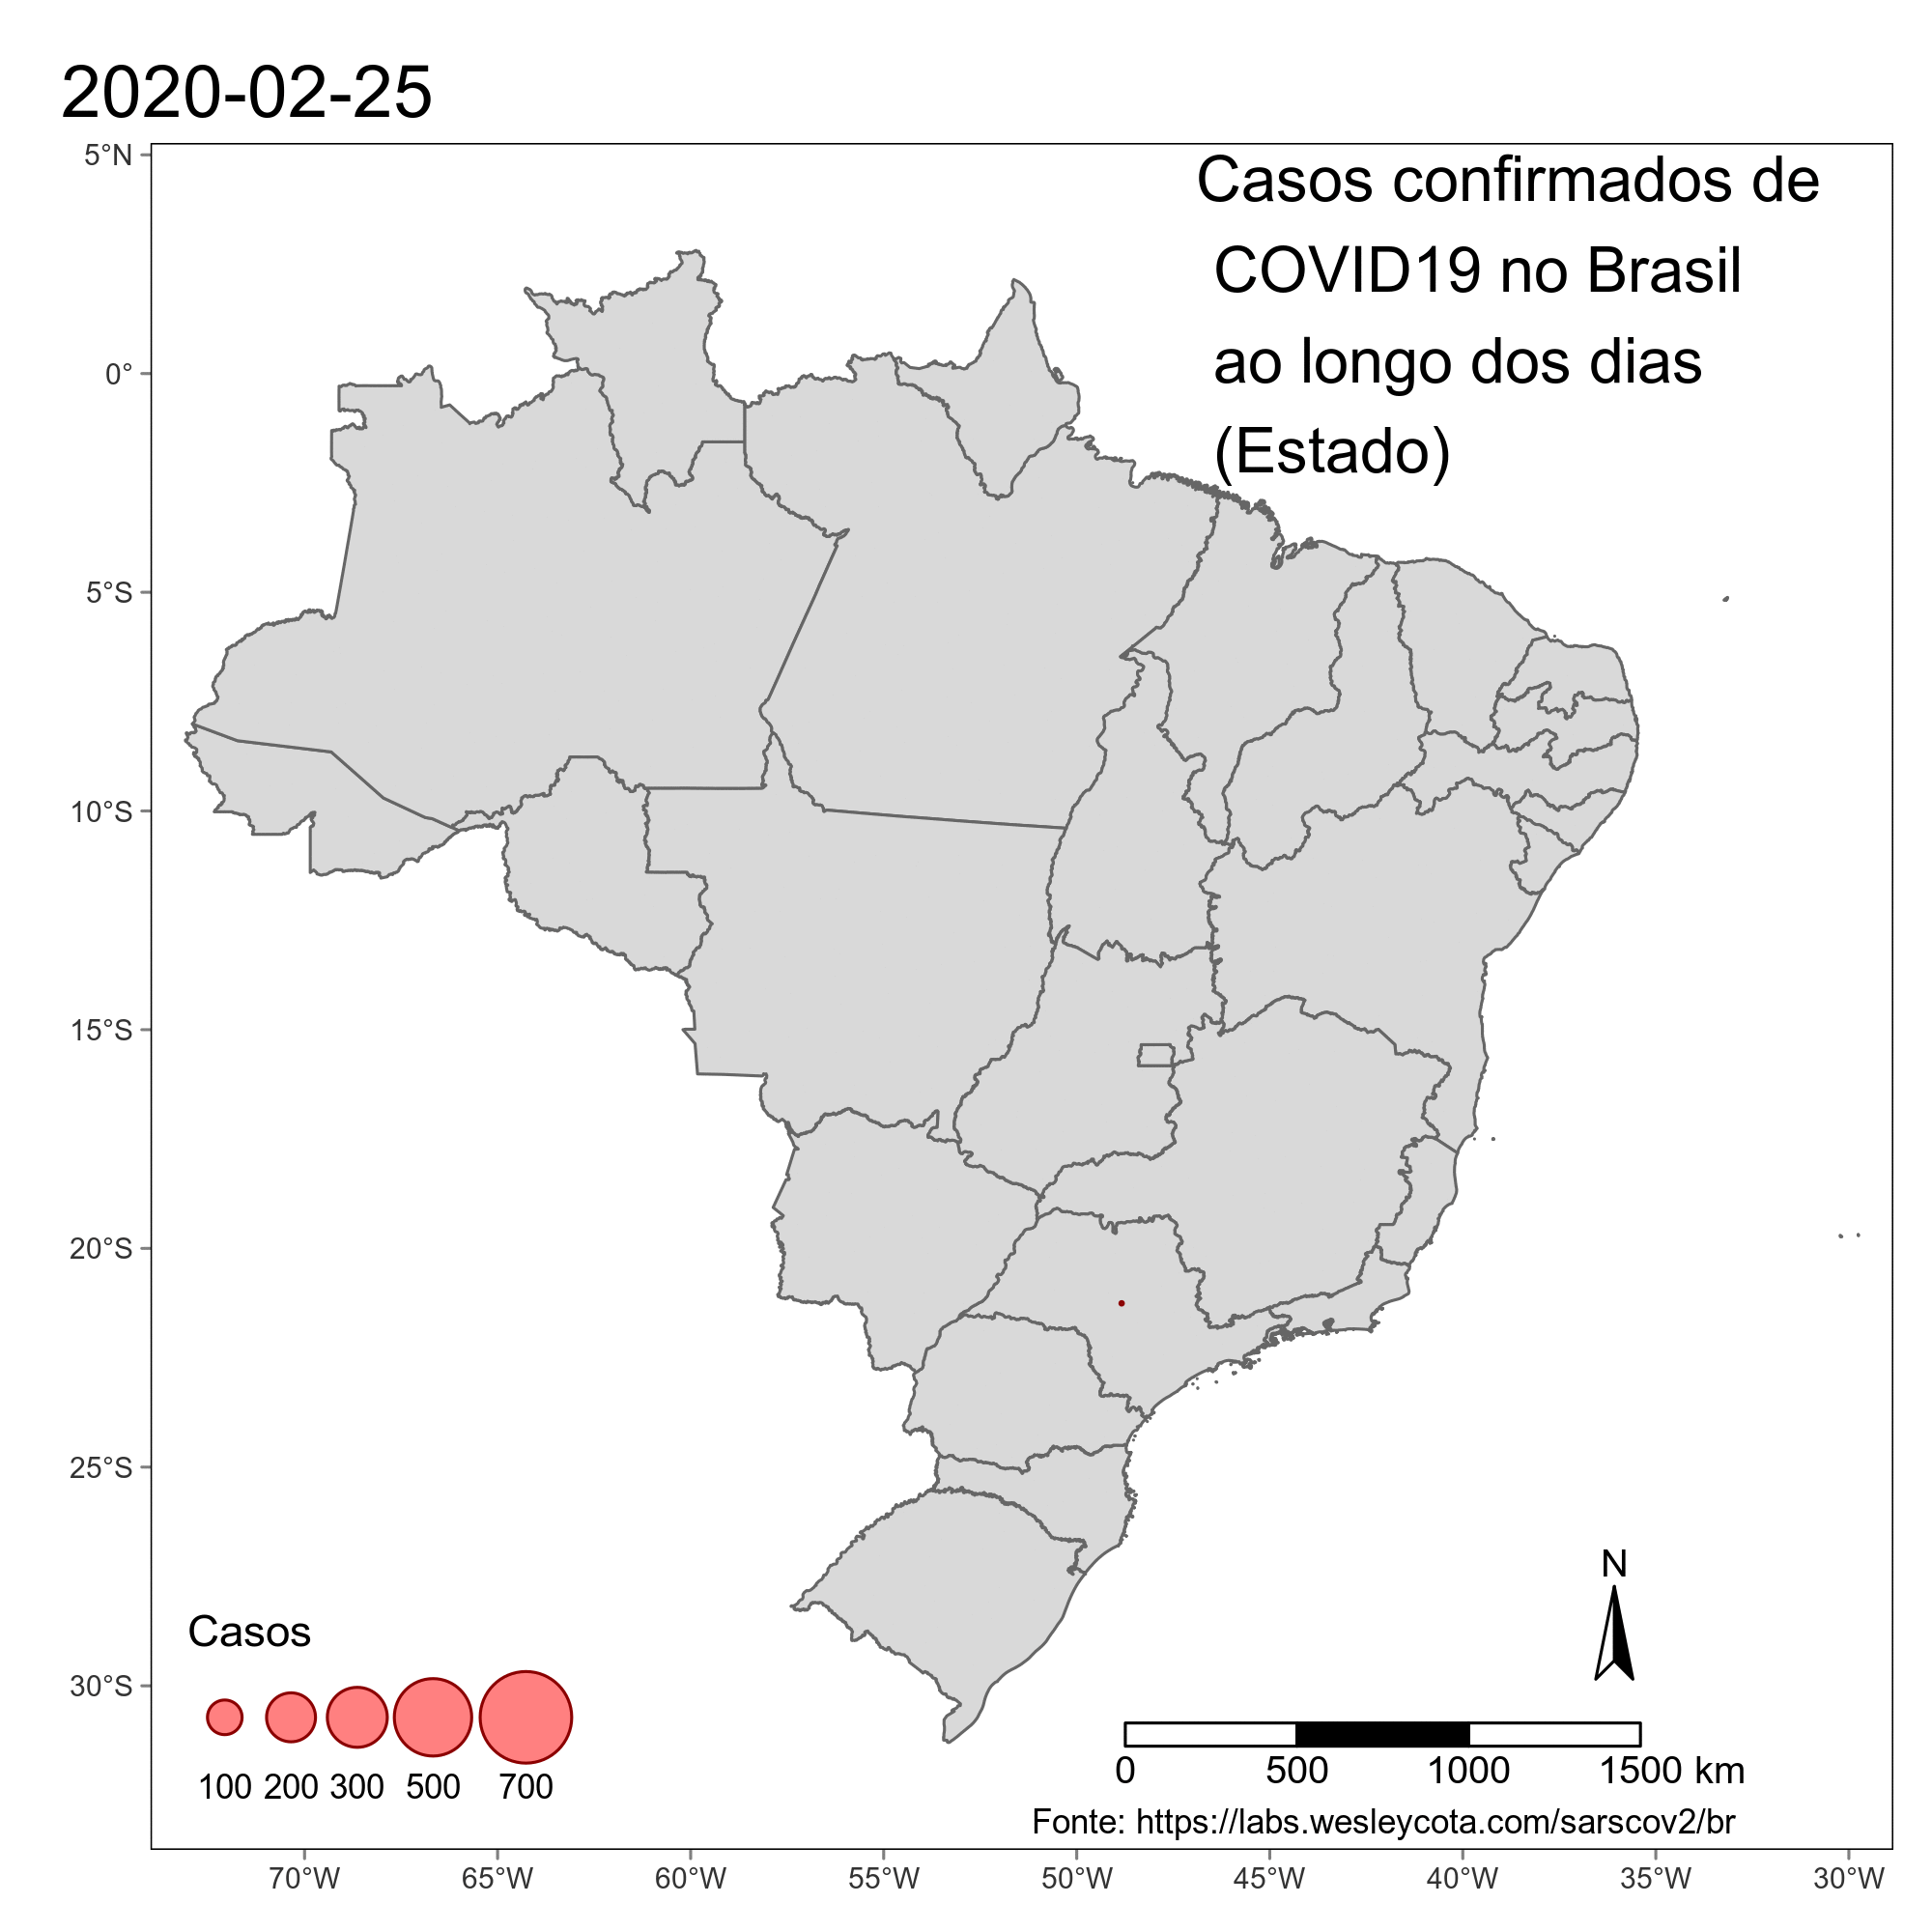 2020-02-25
Casos confirmados de
COVID19 no Brasil
ao longo dos dias
(Estado)
5°N
0°
5°S
10°S
15°S
20°S
25°S
30°S
N
Casos
100 200 300 500 700
0 500 1000 1500 km
Fonte: https://labs.wesleycota.com/sarscov2/br
70°W 65°W 60°W 55°W 50°W 45°W 40°W 35°W 30°W